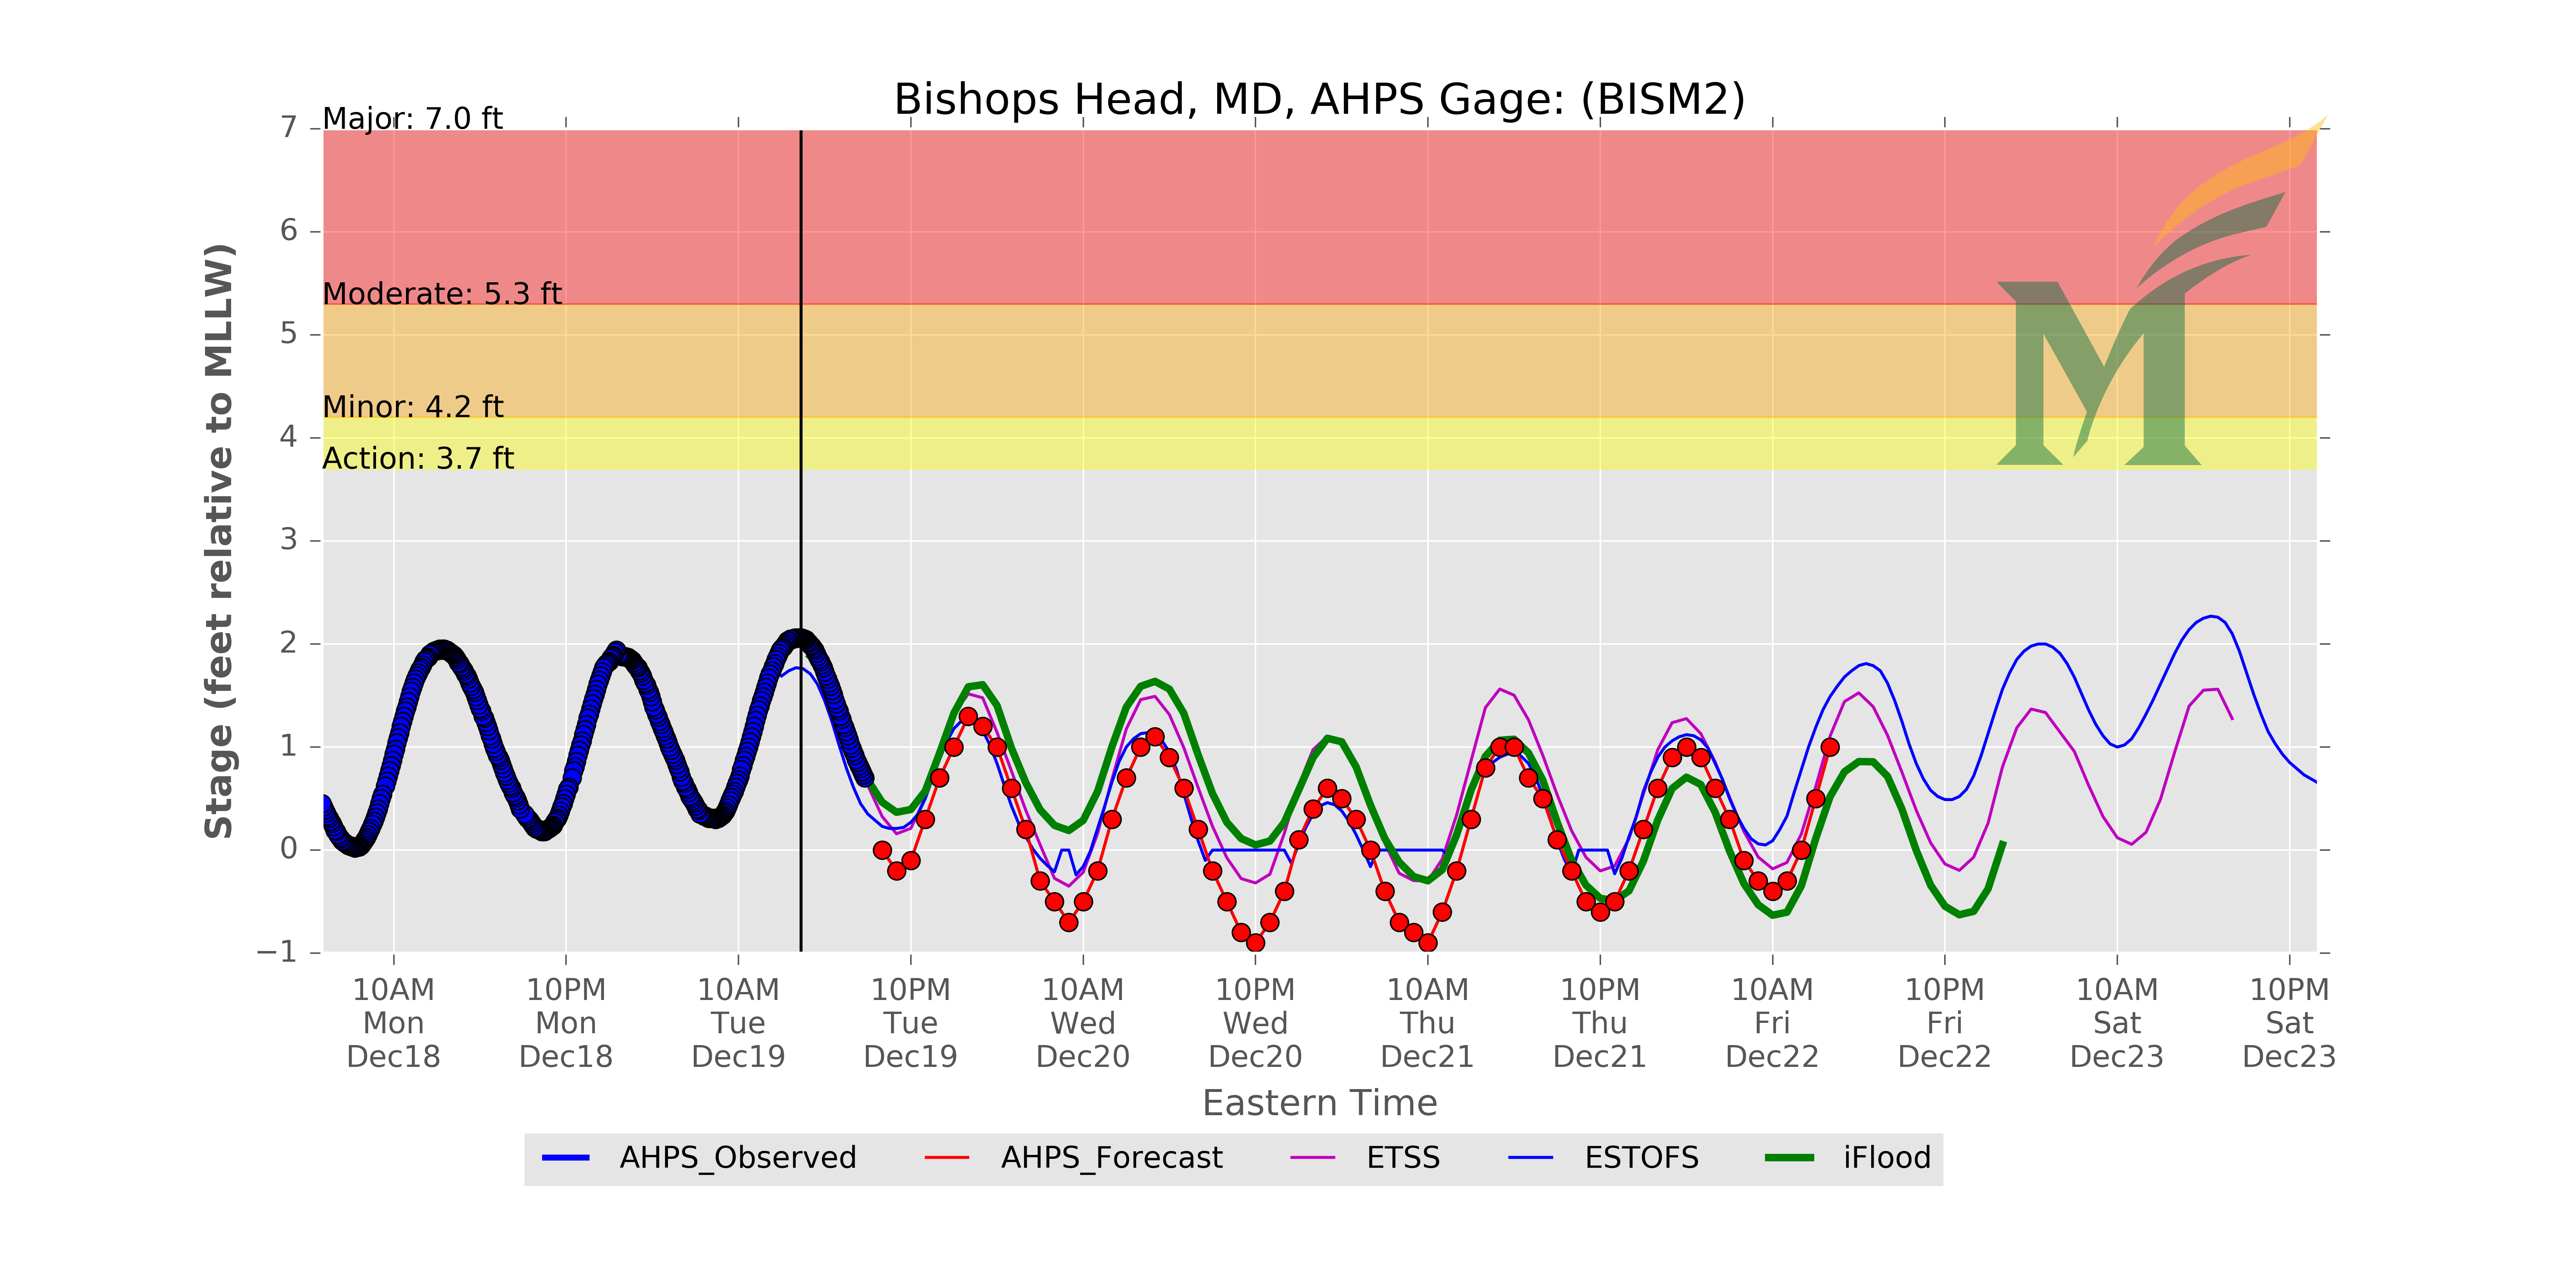 Bishops Head, MD, AHPS Gage: (BISM2)
Major: 7.0 ft
Moderate: 5.3 ft
Minor: 4.2 ft
Action: 3.7 ft
Stage (feet relative to MLLW)
7
6
5
4
3
2
1
0
−1
10AM
Mon
Dec18
10PM
Mon
Dec18
10AM
Tue
Dec19
10PM
Tue
Dec19
10AM
Wed
Dec20
10PM
Wed
Dec20
10AM
Thu
Dec21
10PM
Thu
Dec21
10AM
Fri
Dec22
10PM
Fri
Dec22
10AM
Sat
Dec23
10PM
Sat
Dec23
Eastern Time
AHPS_Observed
AHPS_Forecast
ETSS
ESTOFS
iFlood
M